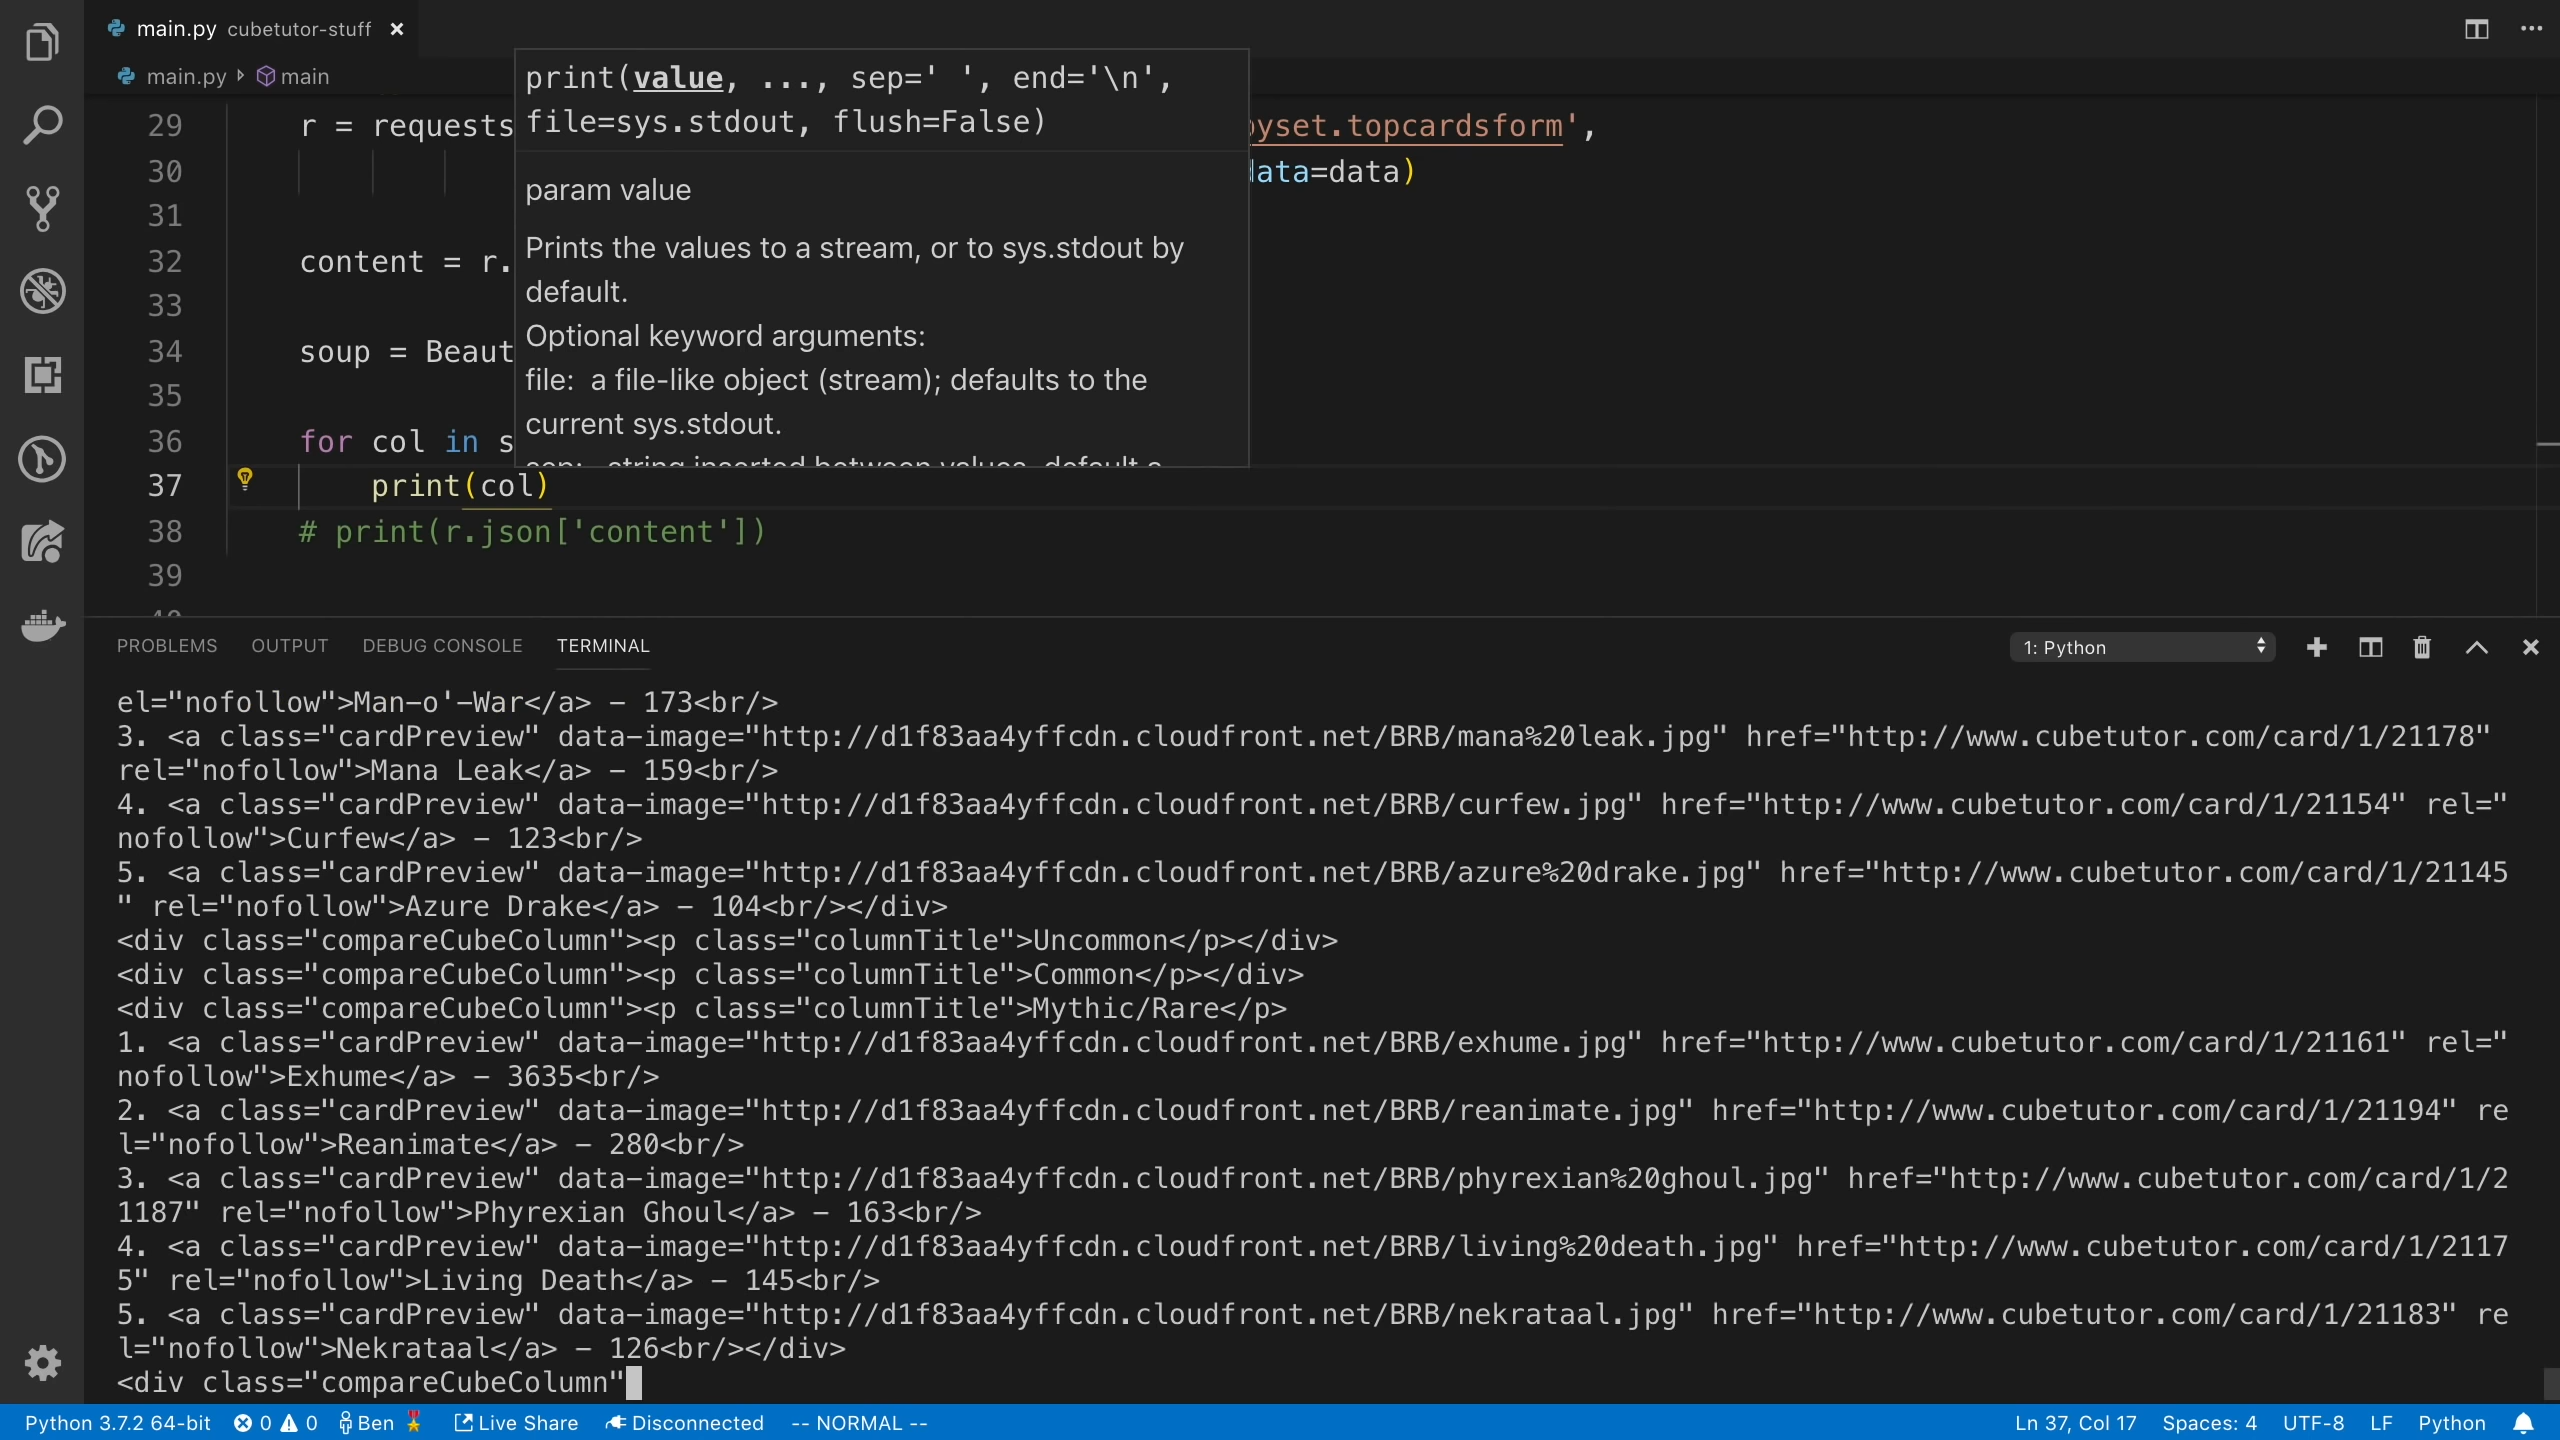 main.py cubetutor-stuff
main.py main
29 r = requests
print(value, ..., sep=' ', end='\n',
file=sys.stdout, flush=False)
yset.topcardsform',
30 data=data)
param value
31
Prints the values to a stream, or to sys.stdout by
default.
32 content = r.
33
Optional keyword arguments:
34 soup = Beaut
file: a file-like object (stream); defaults to the
current sys.stdout.
35
36 for col in s
sep: string inserted between values, default a
37 print(col)
38 # print(r.json['content'])
39
40
PROBLEMS OUTPUT DEBUG CONSOLE TERMINAL 1: Python
el="nofollow">Man-o'-War</a> - 173<br/>
3. <a class="cardPreview" data-image="http://d1f83aa4yffcdn.cloudfront.net/BRB/mana%20leak.jpg" href="http://www.cubetutor.com/card/1/21178"
rel="nofollow">Mana Leak</a> - 159<br/>
4. <a class="cardPreview" data-image="http://d1f83aa4yffcdn.cloudfront.net/BRB/curfew.jpg" href="http://www.cubetutor.com/card/1/21154" rel="
nofollow">Curfew</a> - 123<br/>
5. <a class="cardPreview" data-image="http://d1f83aa4yffcdn.cloudfront.net/BRB/azure%20drake.jpg" href="http://www.cubetutor.com/card/1/21145
" rel="nofollow">Azure Drake</a> - 104<br/></div>
<div class="compareCubeColumn"><p class="columnTitle">Uncommon</p></div>
<div class="compareCubeColumn"><p class="columnTitle">Common</p></div>
<div class="compareCubeColumn"><p class="columnTitle">Mythic/Rare</p>
1. <a class="cardPreview" data-image="http://d1f83aa4yffcdn.cloudfront.net/BRB/exhume.jpg" href="http://www.cubetutor.com/card/1/21161" rel="
nofollow">Exhume</a> - 3635<br/>
2. <a class="cardPreview" data-image="http://d1f83aa4yffcdn.cloudfront.net/BRB/reanimate.jpg" href="http://www.cubetutor.com/card/1/21194" re
l="nofollow">Reanimate</a> - 280<br/>
3. <a class="cardPreview" data-image="http://d1f83aa4yffcdn.cloudfront.net/BRB/phyrexian%20ghoul.jpg" href="http://www.cubetutor.com/card/1/2
1187" rel="nofollow">Phyrexian Ghoul</a> - 163<br/>
4. <a class="cardPreview" data-image="http://d1f83aa4yffcdn.cloudfront.net/BRB/living%20death.jpg" href="http://www.cubetutor.com/card/1/2117
5" rel="nofollow">Living Death</a> - 145<br/>
5. <a class="cardPreview" data-image="http://d1f83aa4yffcdn.cloudfront.net/BRB/nekrataal.jpg" href="http://www.cubetutor.com/card/1/21183" re
l="nofollow">Nekrataal</a> - 126<br/></div>
<div class="compareCubeColumn"
Python 3.7.2 64-bit 0 0 Ben Live Share Disconnected -- NORMAL -- Ln 37, Col 17 Spaces: 4 UTF-8 LF Python